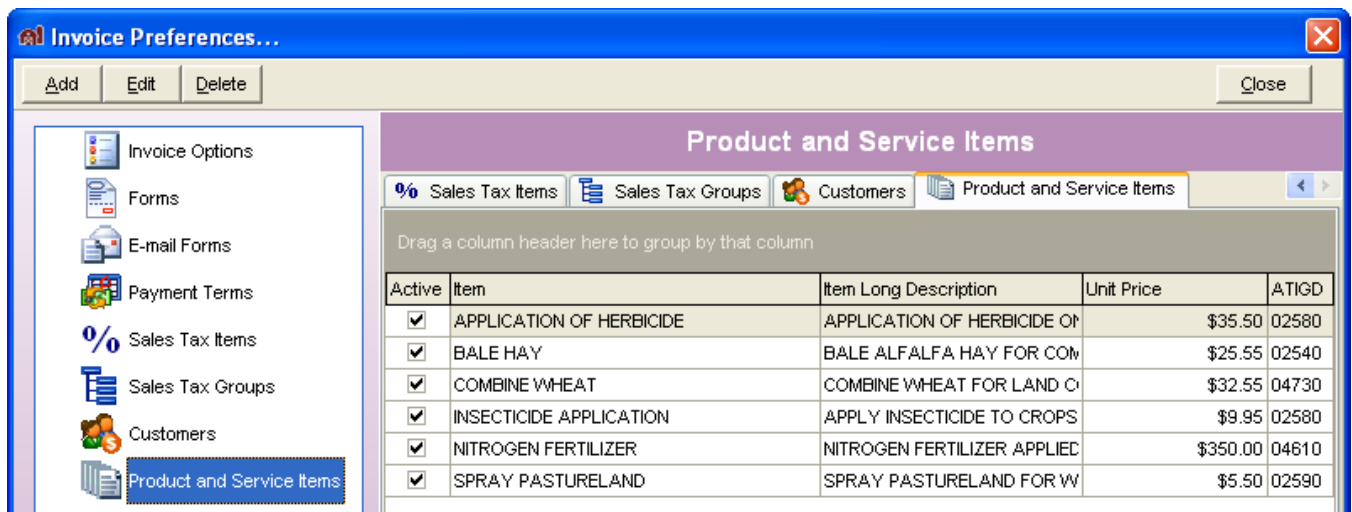 Invoice Preferences...
Add Edit Delete Close
Invoice Options
Forms
E-mail Forms
Payment Terms
Sales Tax Items
Sales Tax Groups
Customers
Product and Service Items
Product and Service Items
% Sales Tax Items Sales Tax Groups Customers Product and Service Items
Drag a column header here to group by that column
Active Item Item Long Description Unit Price ATIGD
APPLICATION OF HERBICIDE APPLICATION OF HERBICIDE $35.50 02580
BALE HAY BALE ALFALFA HAY FOR $25.55 02540
COMBINE WHEAT COMBINE WHEAT FOR LAND $32.55 04730
INSECTICIDE APPLICATION APPLY INSECTICIDE TO CROPS $9.95 02580
NITROGEN FERTILIZER NITROGEN FERTILIZER APPLIED $350.00 04610
SPRAY PASTURELAND SPRAY PASTURELAND FOR $5.50 02590